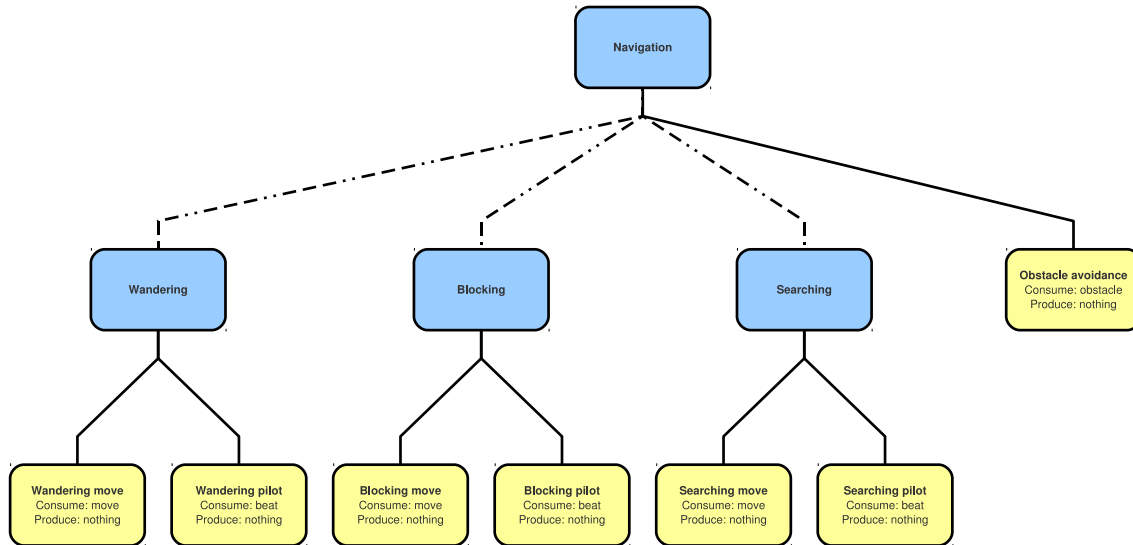 Navigation
Wandering
Blocking
Searching
Obstacle avoidance
Consume: obstacle
Produce: nothing
Wandering move
Consume: move
Produce: nothing
Wandering pilot
Consume: beat
Produce: nothing
Blocking move
Consume: move
Produce: nothing
Blocking pilot
Consume: beat
Produce: nothing
Searching move
Consume: move
Produce: nothing
Searching pilot
Consume: beat
Produce: nothing